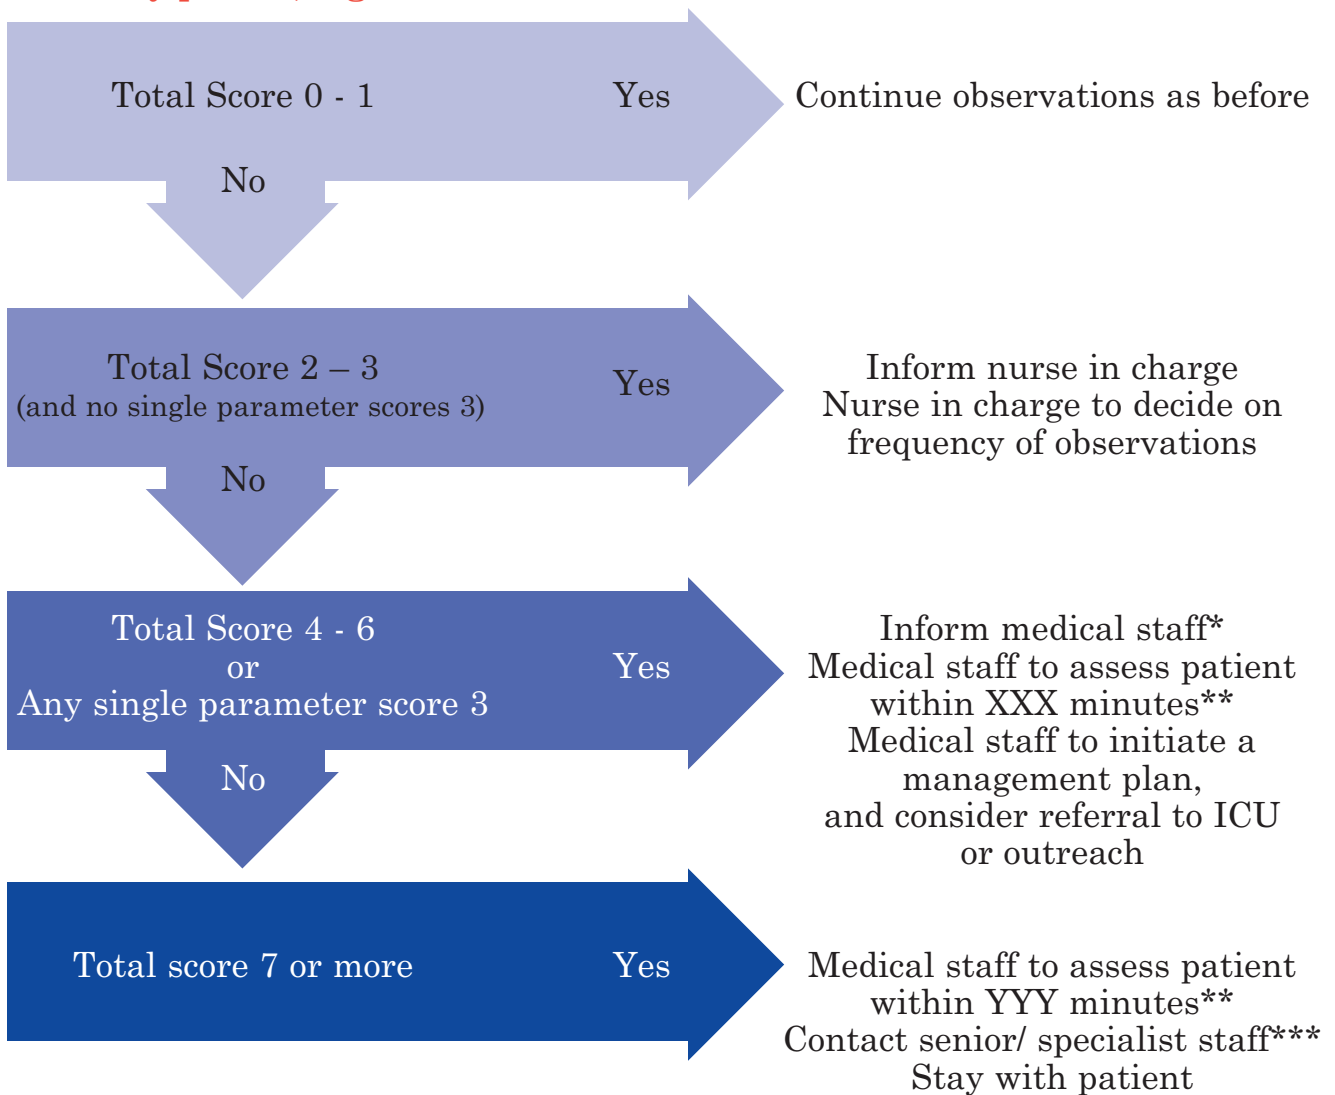 Total Score 0 - 1
Yes
Continue observations as before
No
Total Score 2 – 3
(and no single parameter scores 3)
Yes
Inform nurse in charge
Nurse in charge to decide on
frequency of observations
No
Total Score 4 - 6
or
Any single parameter score 3
Yes
Inform medical staff*
Medical staff to assess patient
within XXX minutes**
Medical staff to initiate a
management plan,
and consider referral to ICU
or outreach
No
Total score 7 or more
Yes
Medical staff to assess patient
within YYY minutes**
Contact senior/ specialist staff***
Stay with patient